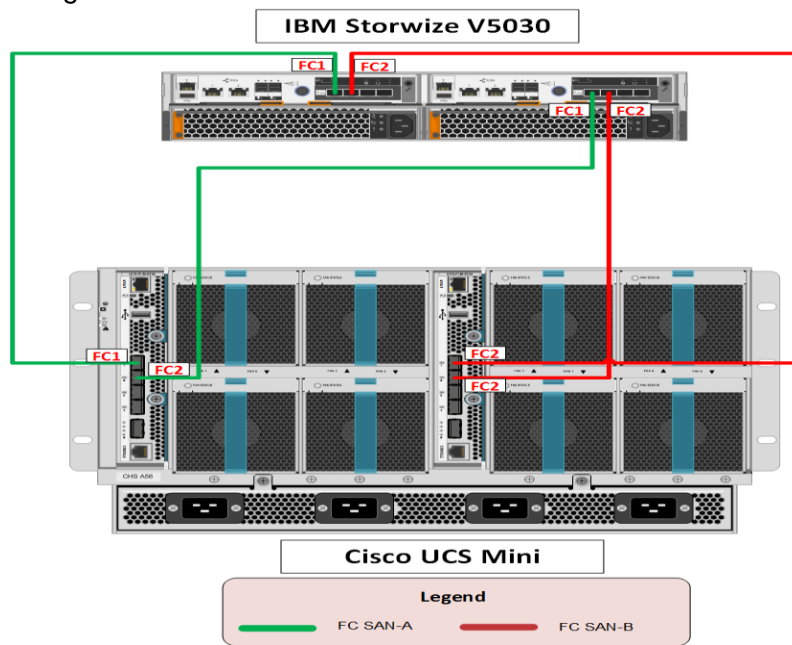 IBM Storwize V5030
FC1
FC2
FC1
FC2
FC1
FC2
FC2
FC2
CHS A56
Cisco UCS Mini
Legend
FC SAN-A
FC SAN-B